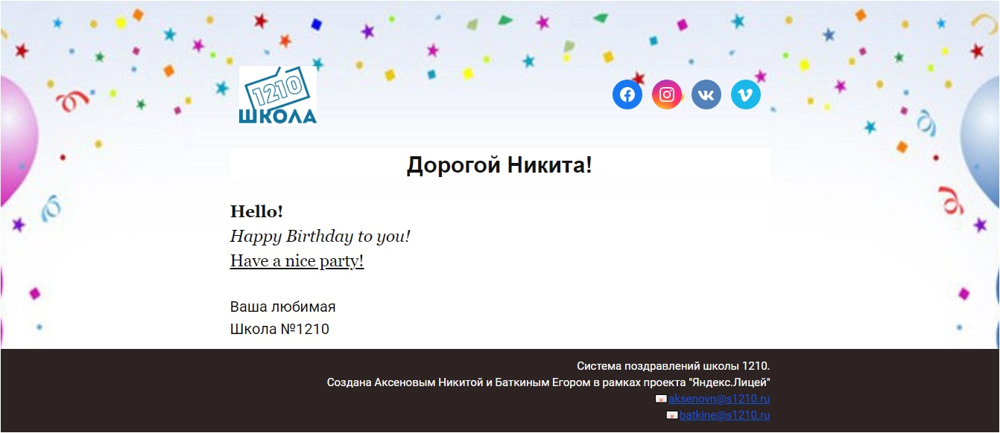 1210
ШКОЛА
Дорогой Никита!
Hello!
Happy Birthday to you!
Have a nice party!
Ваша любимая
Школа №1210
Система поздравлений школы 1210.
Создана Аксеновым Никитой и Баткиным Егором в рамках проекта "Яндекс.Лицей"
aksenovn@s1210.ru
batkine@s1210.ru